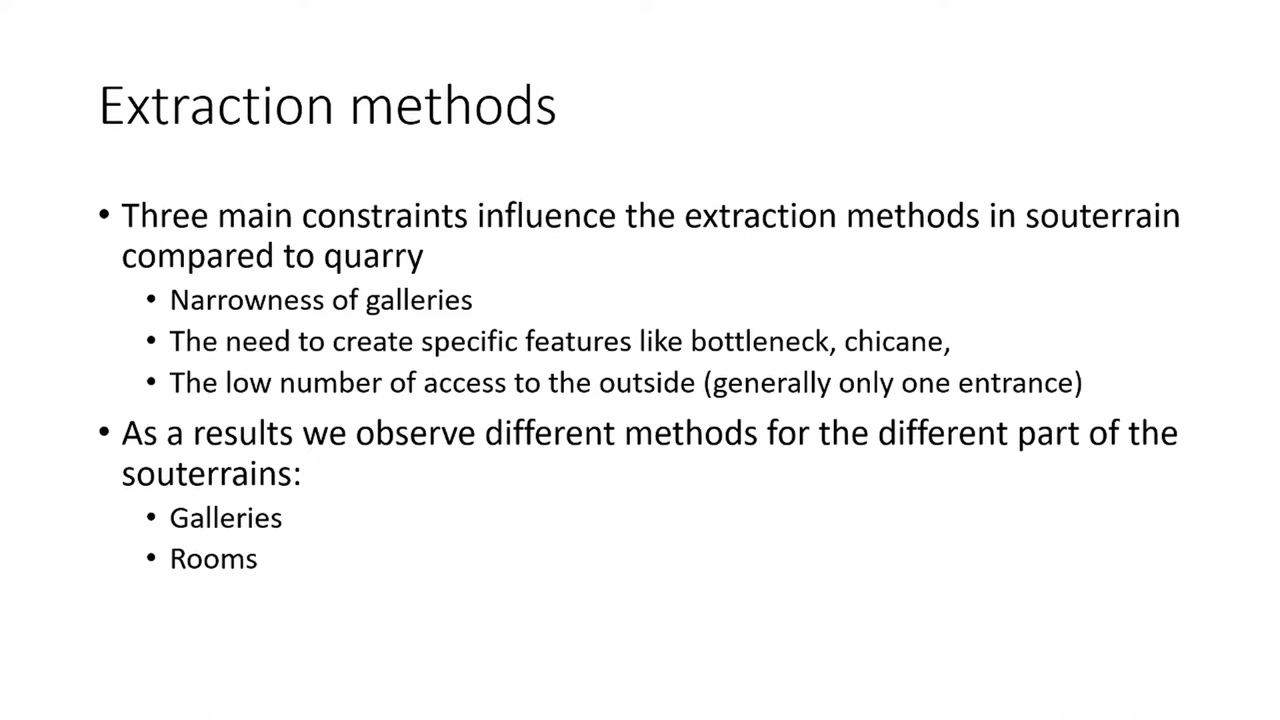 Extraction methods
• Three main constraints influence the extraction methods in souterrain
compared to quarry
• Narrowness of galleries
• The need to create specific features like bottleneck, chicane,
• The low number of access to the outside (generally only one entrance)
• As a results we observe different methods for the different part of the
souterrains:
• Galleries
• Rooms